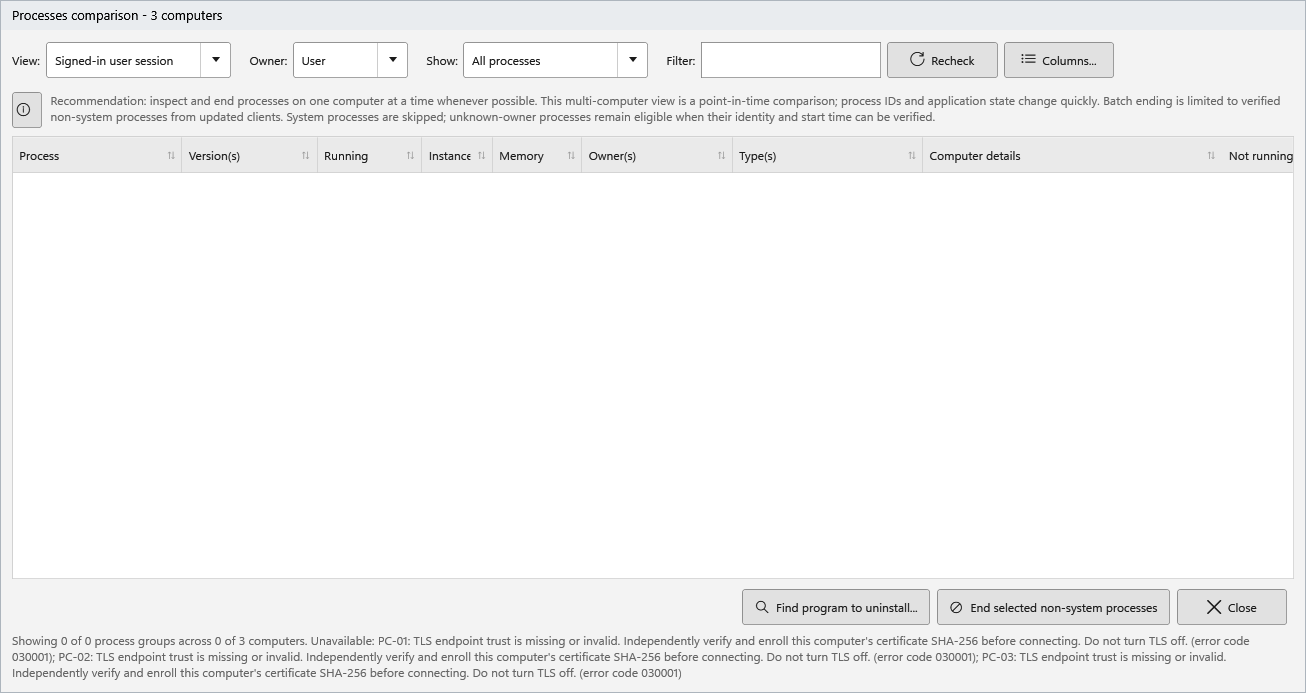 Processes comparison - 3 computers
View: Signed-in user session Owner: User Show: All processes Filter: Recheck Columns...
Recommendation: inspect and end processes on one computer at a time whenever possible. This multi-computer view is a point-in-time comparison; process IDs and application state change quickly. Batch ending is limited to verified
non-system processes from updated clients. System processes are skipped; unknown-owner processes remain eligible when their identity and start time can be verified.
Process Version(s) Running Instance Memory Owner(s) Type(s) Computer details Not running
Find program to uninstall... End selected non-system processes Close
Showing 0 of 0 process groups across 0 of 3 computers. Unavailable: PC-01: TLS endpoint trust is missing or invalid. Independently verify and enroll this computer's certificate SHA-256 before connecting. Do not turn TLS off. (error code
030001); PC-02: TLS endpoint trust is missing or invalid. Independently verify and enroll this computer's certificate SHA-256 before connecting. Do not turn TLS off. (error code 030001); PC-03: TLS endpoint trust is missing or invalid.
Independently verify and enroll this computer's certificate SHA-256 before connecting. Do not turn TLS off. (error code 030001)